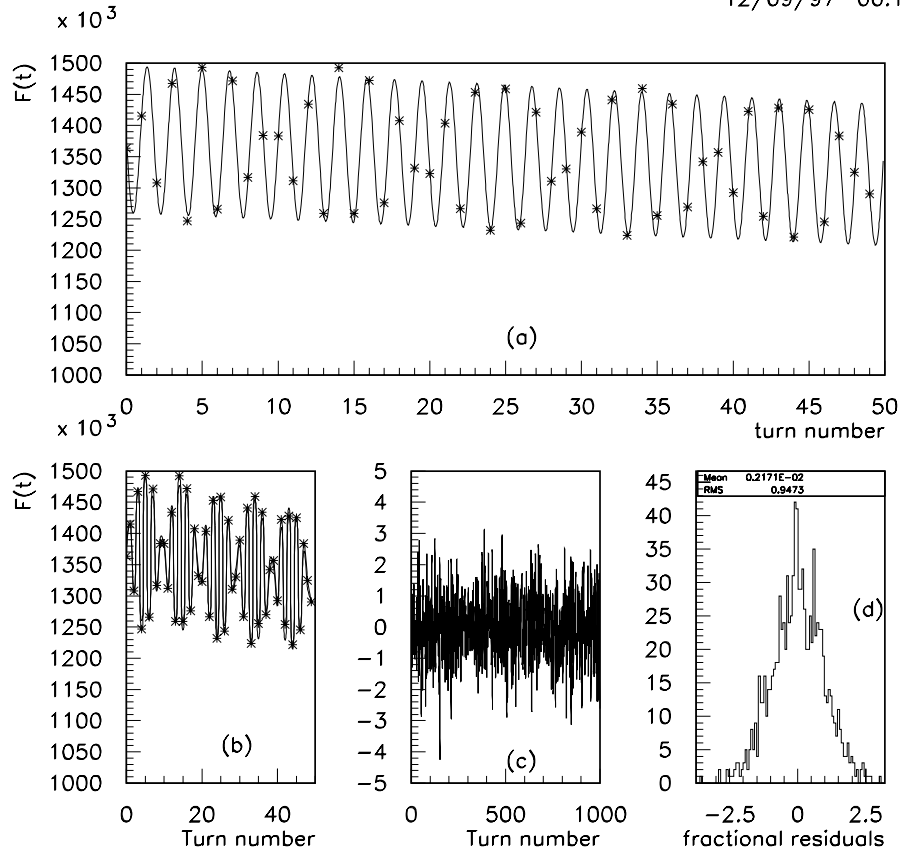 x 10 3
F(t)
1500
1450
1400
1350
1300
1250
1200
1150
1100
1050
1000
(a)
0 5 10 15 20 25 30 35 40 45 50
turn number
x 10 3
F(t)
1500
1450
1400
1350
1300
1250
1200
1150
1100
1050
1000
(b)
0 20 40
Turn number
5
4
3
2
1
0
−1
−2
−3
−4
−5
(c)
0 500 1000
Turn number
45
40
35
30
25
20
15
10
5
0
Mean 0.2171E−02
RMS 0.9473
(d)
−2.5 0 2.5
fractional residuals